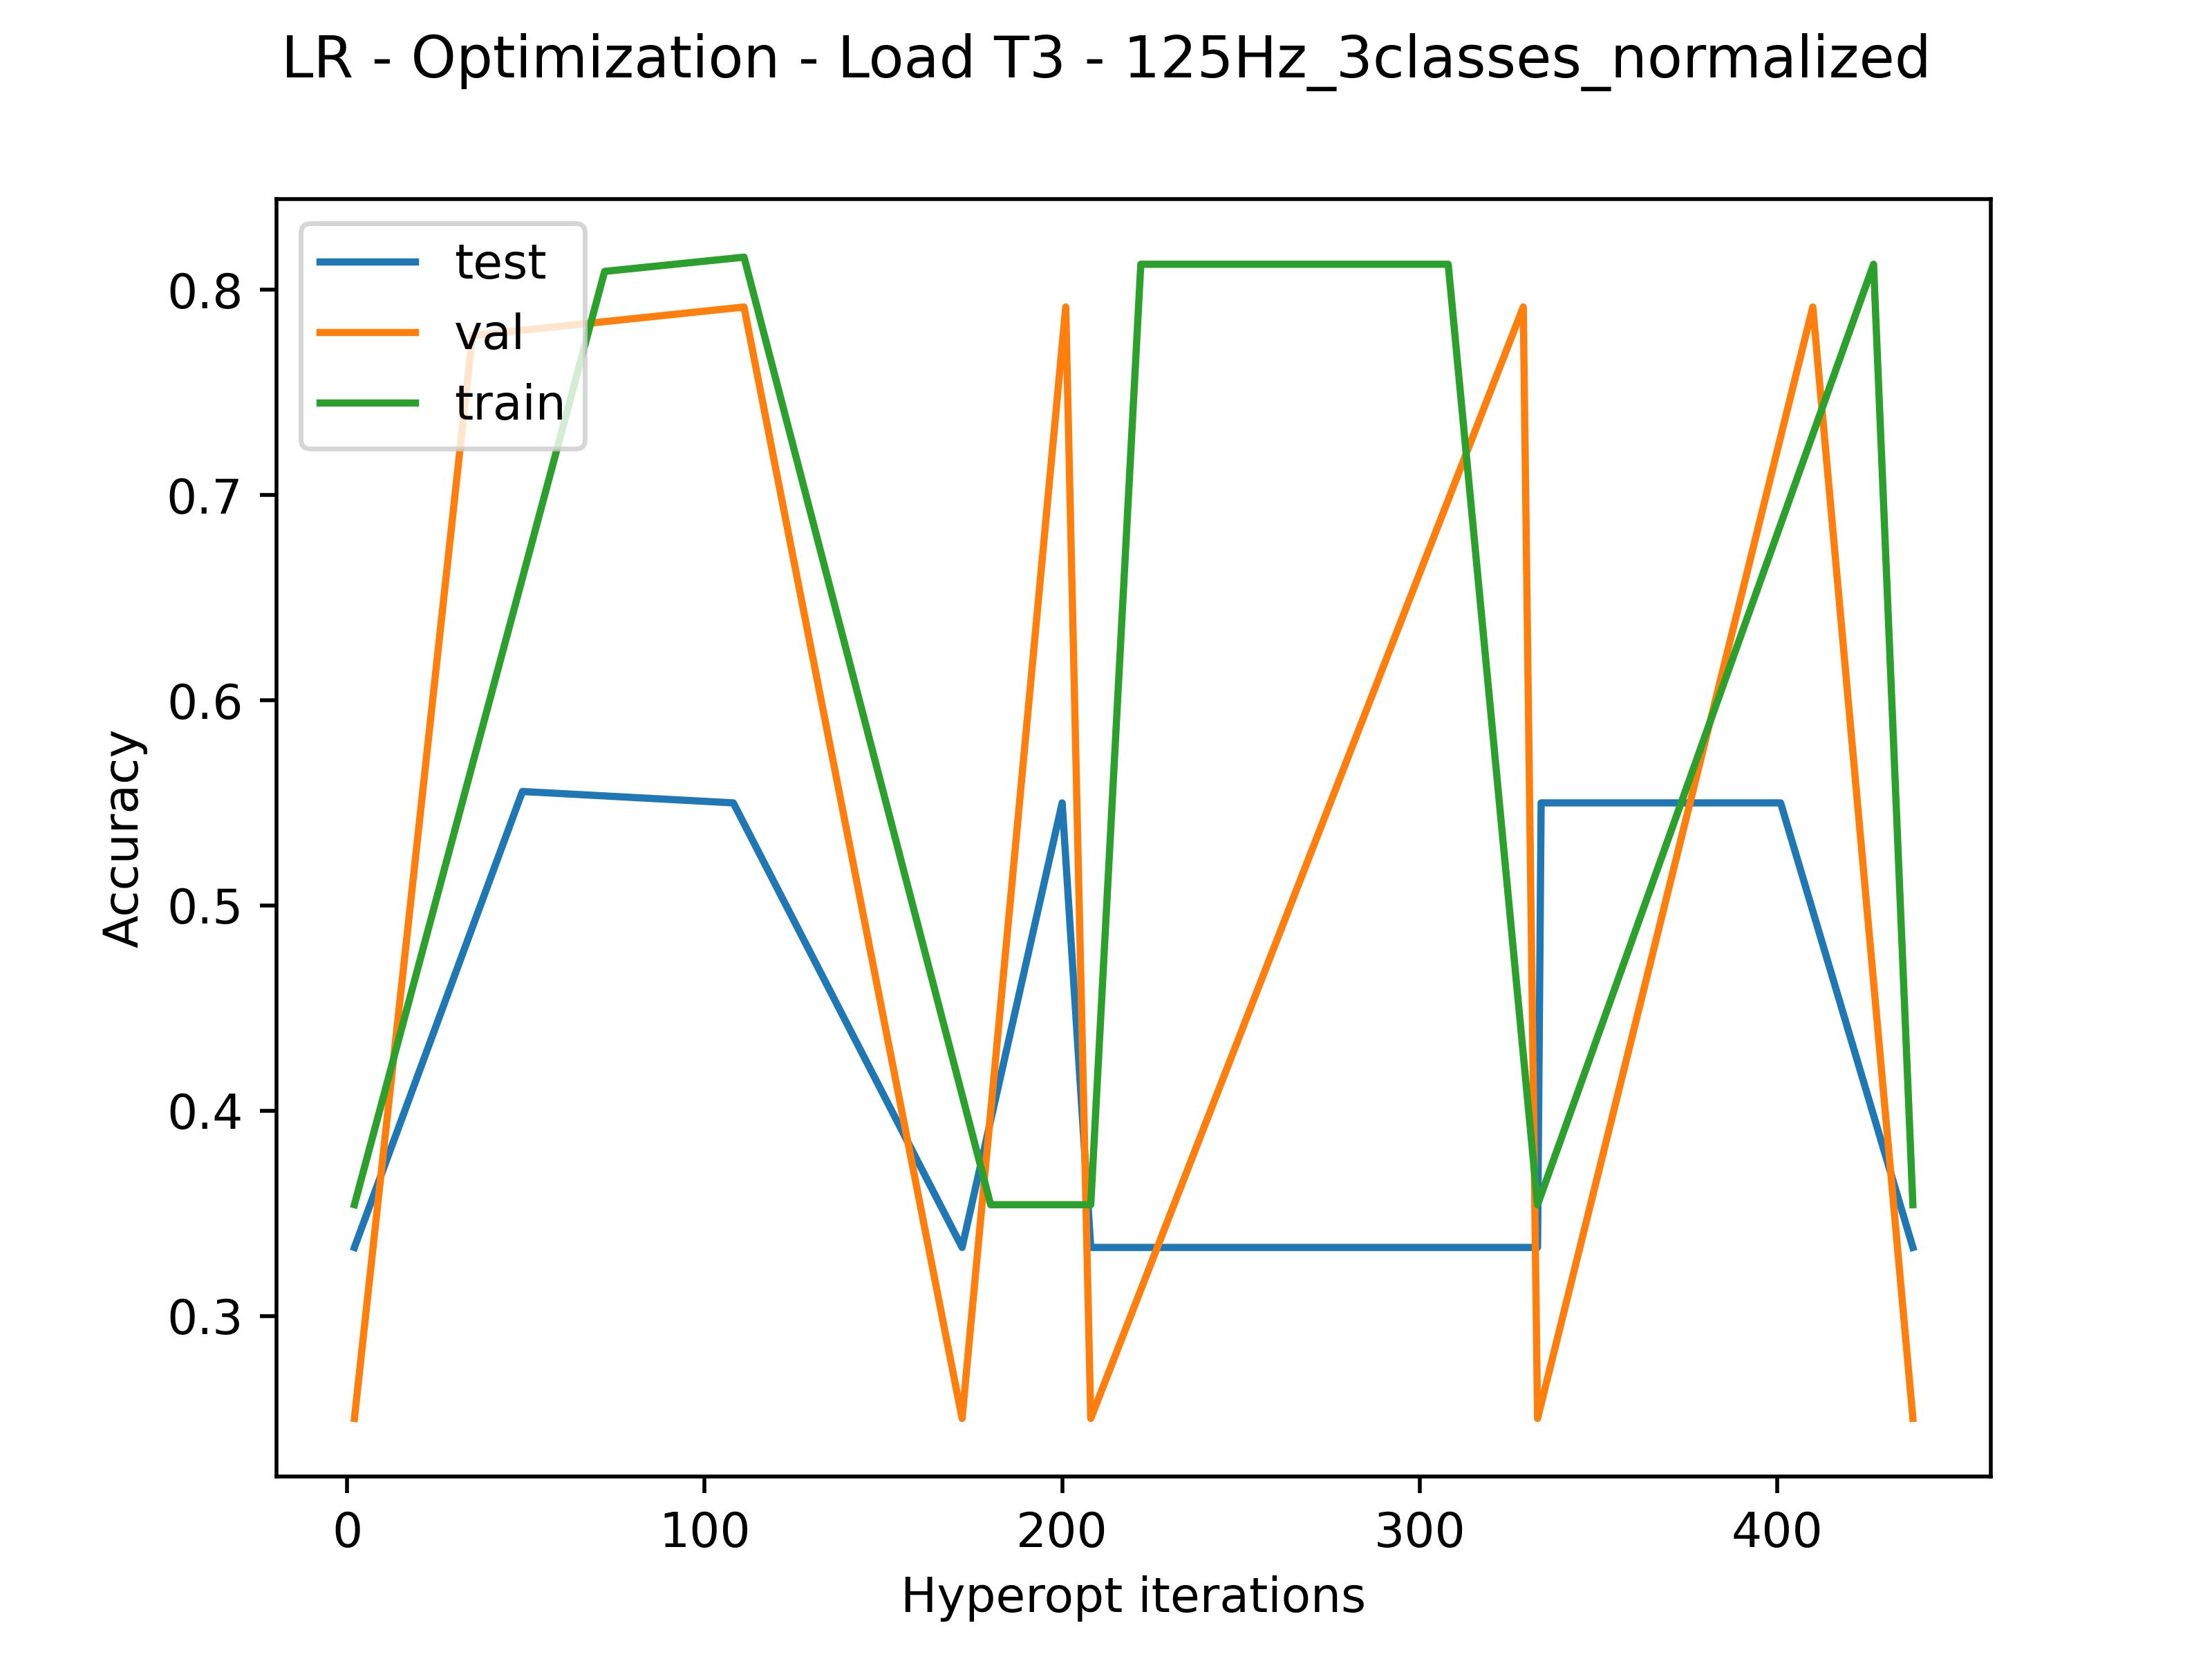 LR - Optimization - Load T3 - 125Hz_3classes_normalized
test
val
train
0.8
0.7
0.6
0.5
0.4
0.3
Accuracy
0 100 200 300 400
Hyperopt iterations